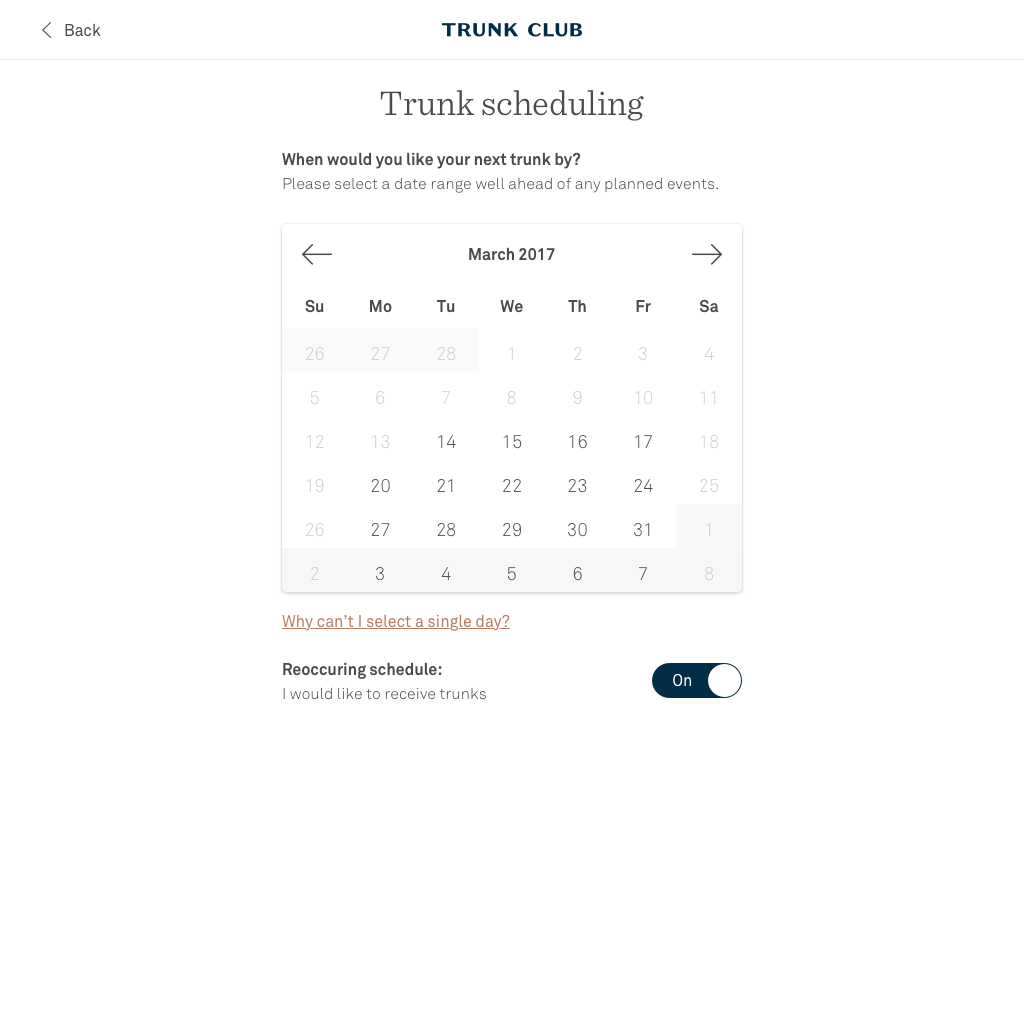 Back
TRUNK CLUB
Trunk scheduling
When would you like your next trunk by?
Please select a date range well ahead of any planned events.
March 2017
Su Mo Tu We Th Fr Sa
26 27 28 1 2 3 4
5 6 7 8 9 10 11
12 13 14 15 16 17 18
19 20 21 22 23 24 25
26 27 28 29 30 31 1
2 3 4 5 6 7 8
Why can't I select a single day?
Reoccuring schedule:
On
I would like to receive trunks